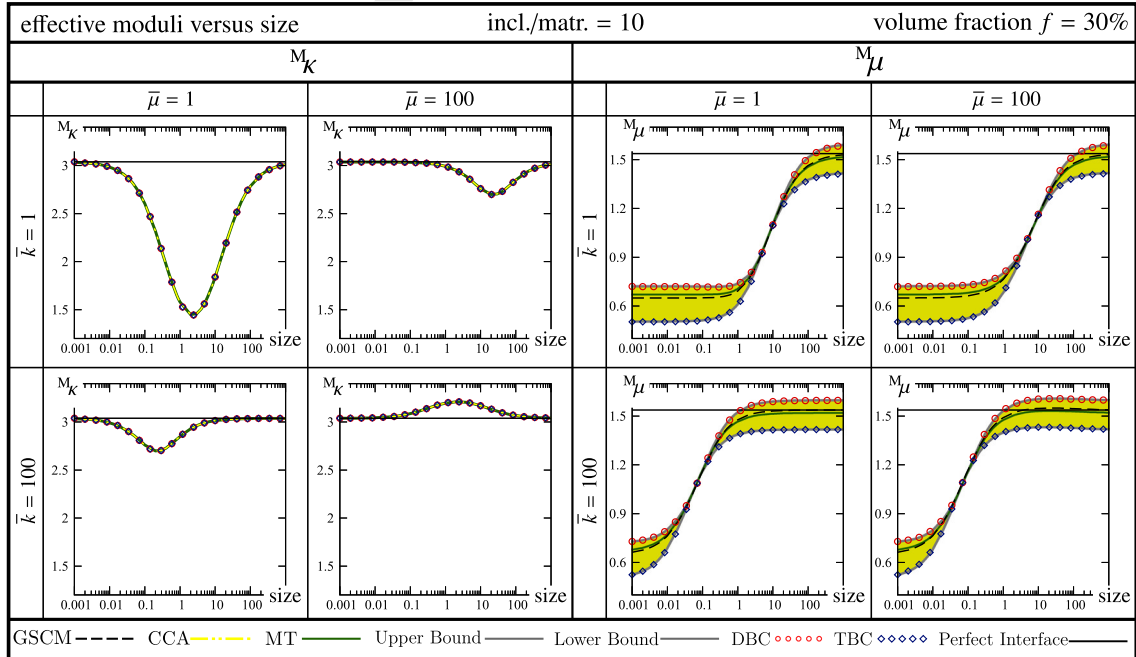 effective moduli versus size incl./matr. = 10 volume fraction f = 30%
ᴹκ ᴹμ
μ̅ = 1 μ̅ = 100 μ̅ = 1 μ̅ = 100
k̅ = 1
ᴹκ
3
2.5
2
1.5
0.001 0.01 0.1 1 10 100 size
ᴹκ
3
2.5
2
1.5
0.001 0.01 0.1 1 10 100 size
k̅ = 1
ᴹμ
1.5
1.2
0.9
0.6
0.001 0.01 0.1 1 10 100 size
ᴹμ
1.5
1.2
0.9
0.6
0.001 0.01 0.1 1 10 100 size
k̅ = 100
ᴹκ
3
2.5
2
1.5
0.001 0.01 0.1 1 10 100 size
ᴹκ
3
2.5
2
1.5
0.001 0.01 0.1 1 10 100 size
k̅ = 100
ᴹμ
1.5
1.2
0.9
0.6
0.001 0.01 0.1 1 10 100 size
ᴹμ
1.5
1.2
0.9
0.6
0.001 0.01 0.1 1 10 100 size
GSCM CCA MT Upper Bound Lower Bound DBC TBC Perfect Interface